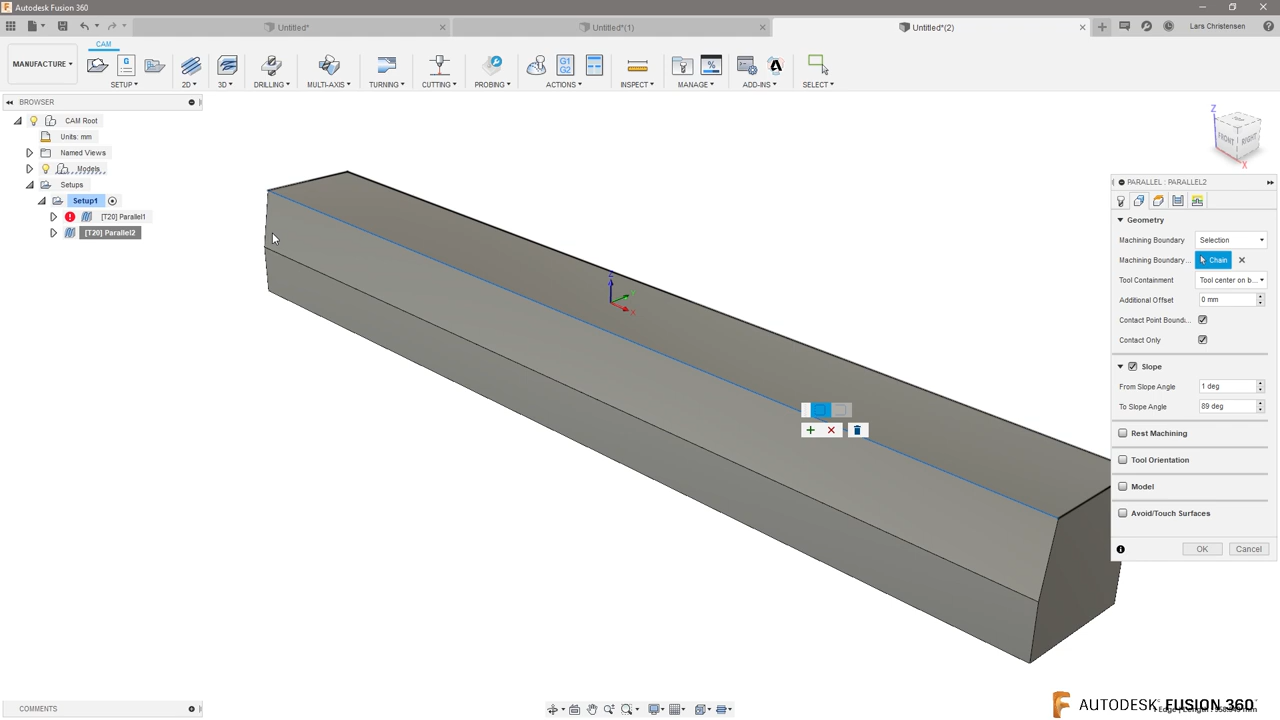 Autodesk Fusion 360
Untitled*
Untitled*(1)
Untitled*(2)
Lars Christensen
CAM
MANUFACTURE
G1
G2
SETUP
2D
3D
DRILLING
MULTI-AXIS
TURNING
CUTTING
PROBING
ACTIONS
INSPECT
MANAGE
ADD-INS
SELECT
BROWSER
CAM Root
Units: mm
Named Views
Models
Setups
Setup1
[T20] Parallel1
[T20] Parallel2
Z
X
Y
Z
FRONT
RIGHT
X
PARALLEL : PARALLEL2
Geometry
Machining Boundary Selection
Machining Boundary... Chain
Tool Containment Tool center on b...
Additional Offset 0 mm
Contact Point Bound...
Contact Only
Slope
From Slope Angle 1 deg
To Slope Angle 89 deg
Rest Machining
Tool Orientation
Model
Avoid/Touch Surfaces
OK Cancel
COMMENTS
AUTODESK FUSION 360